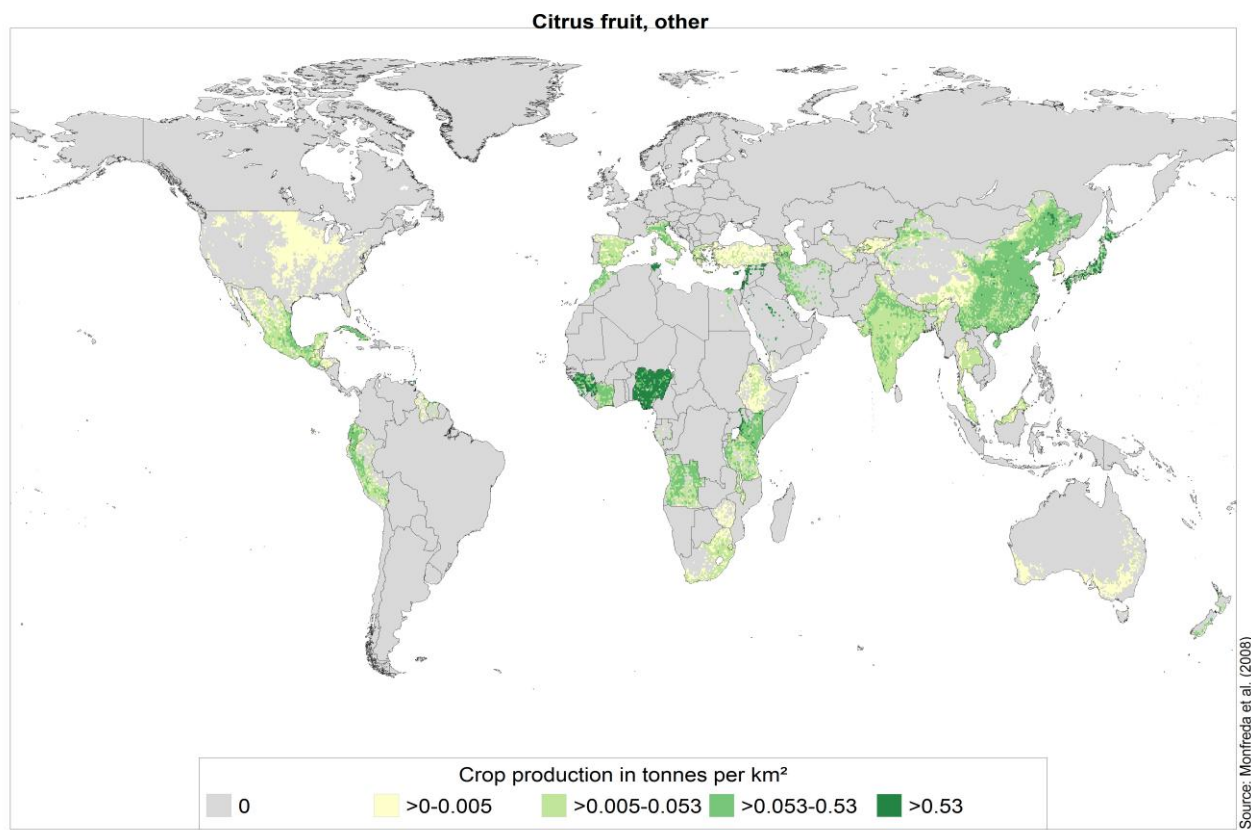 Citrus fruit, other
Source: Monfreda et al. (2008)
Crop production in tonnes per km²
0 >0-0.005 >0.005-0.053 >0.053-0.53 >0.53